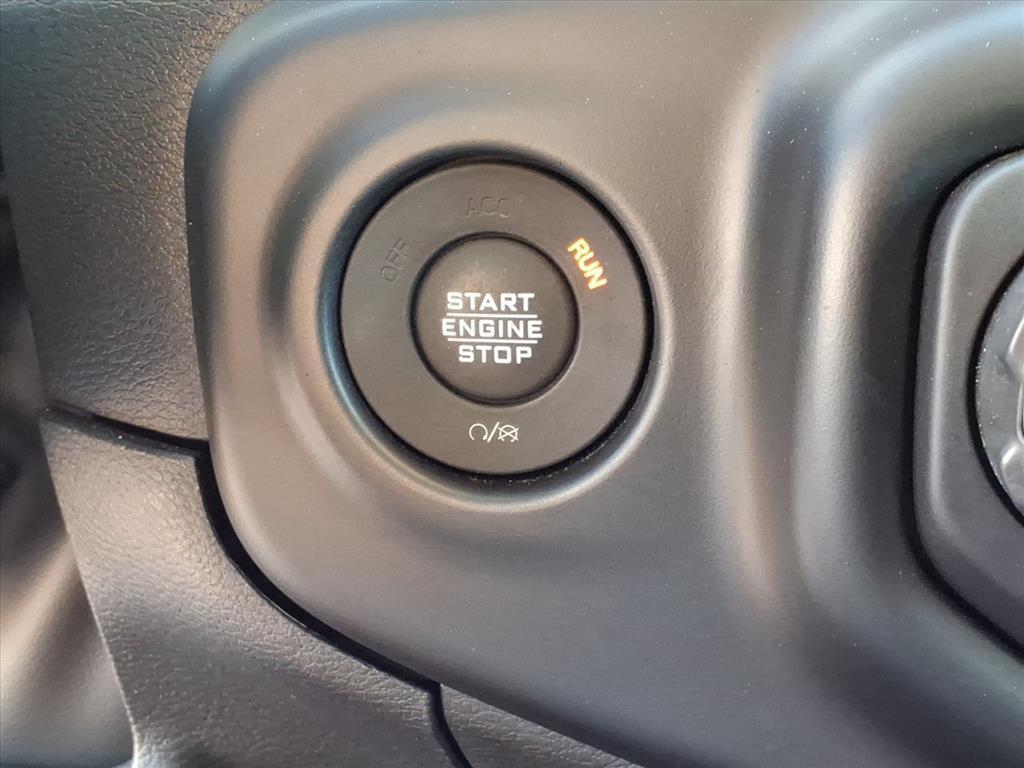 ACC
OFF
RUN
START
ENGINE
STOP